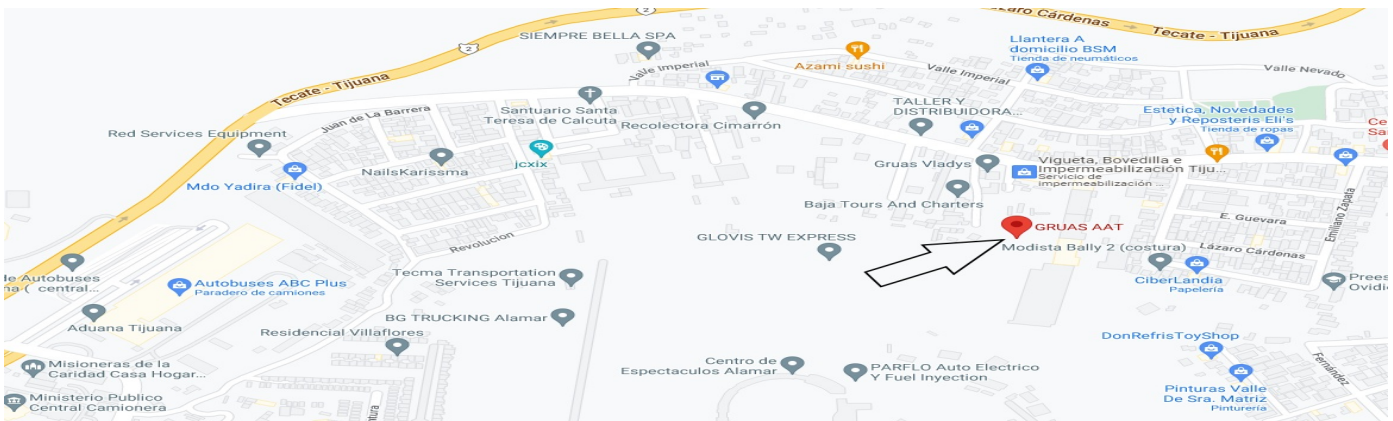 2
Lázaro Cárdenas
Tecate - Tijuana
SIEMPRE BELLA SPA
2
Llantera A
domicilio BSM
Tienda de neumáticos
Azami sushi
Valle Imperial
Valle Imperial
Valle Nevado
Tecate - Tijuana
Juan de La Barrera
Santuario Santa
Teresa de Calcuta
Recolectora Cimarrón
TALLER Y
DISTRIBUIDORA...
Estetica, Novedades
y Reposteris Eli's
Tienda de ropas
Ce
Sa
Red Services Equipment
jcxix
NailsKarissma
Mdo Yadira (Fidel)
Gruas Vladys
Vigueta, Bovedilla e
Impermeabilización Tiju...
Servicio de
impermeabilización ...
Baja Tours And Charters
E. Guevara
Emiliano Zapata
GRUAS AAT
GLOVIS TW EXPRESS
Modista Bally 2 (costura)
Lázaro Cárdenas
Revolucion
de Autobuses
na ( central...
Autobuses ABC Plus
Paradero de camiones
Tecma Transportation
Services Tijuana
CiberLandia
Papelería
Prees
Ovidi
Aduana Tijuana
BG TRUCKING Alamar
Residencial Villaflores
DonRefrisToyShop
Misioneras de la
Caridad Casa Hogar...
Centro de
Espectaculos Alamar
PARFLO Auto Electrico
Y Fuel Inyection
Fernández
Ministerio Publico
Central Camionera
Pinturas Valle
De Sra. Matriz
Pinturería